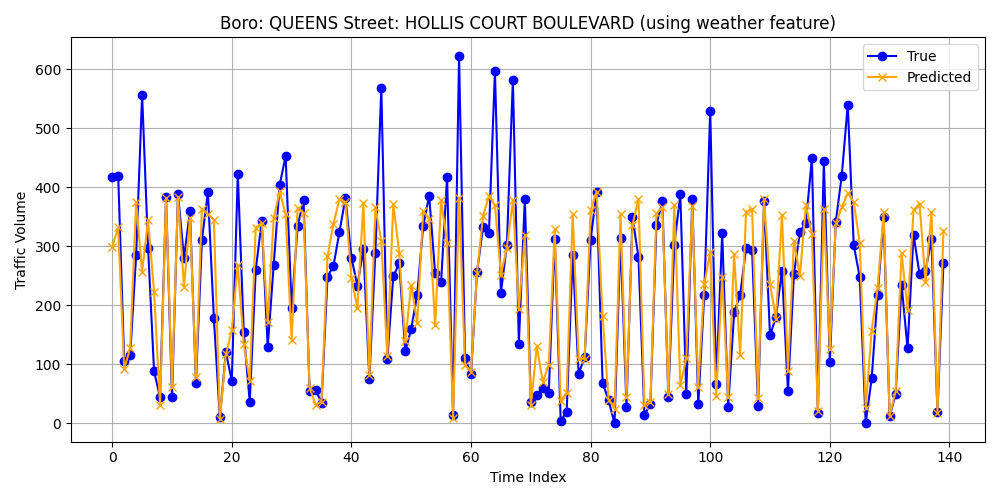 Boro: QUEENS Street: HOLLIS COURT BOULEVARD (using weather feature)
True
Predicted
Traffic Volume
600
500
400
300
200
100
0
0 20 40 60 80 100 120 140
Time Index